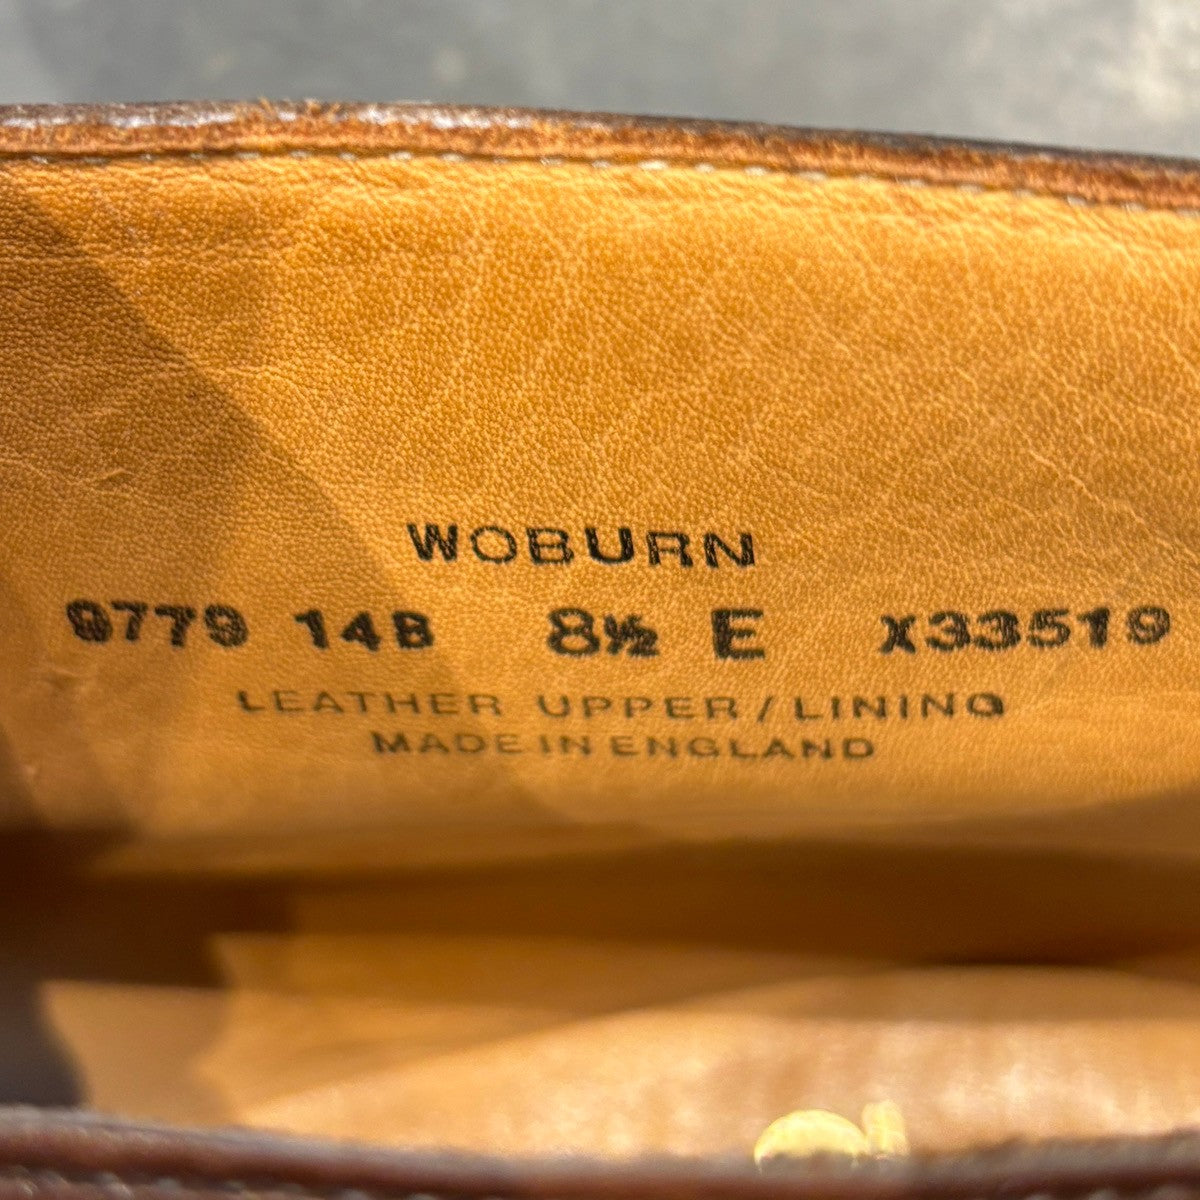 WOBURN
9779 14B 8½ E X33519
LEATHER UPPER/LINING
MADE IN ENGLAND